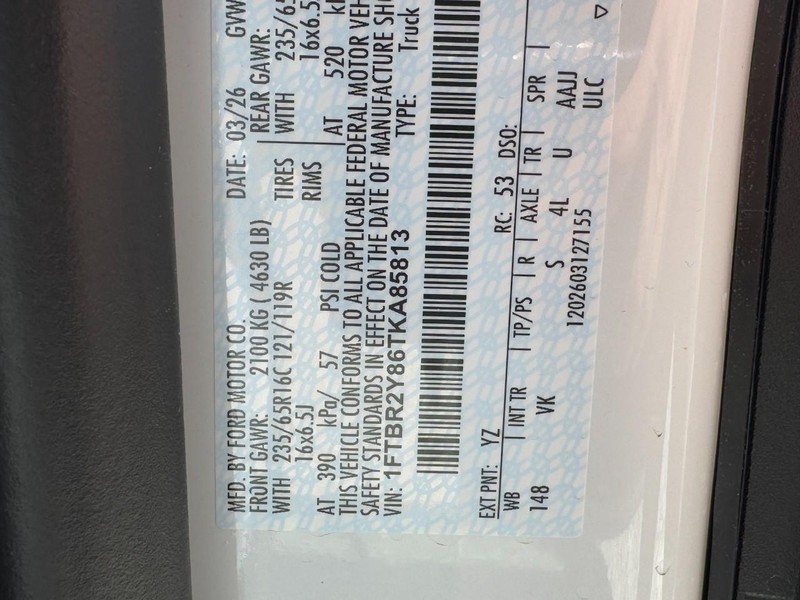 MFD. BY FORD MOTOR CO. DATE: 03/26 GVW
FRONT GAWR: 2100 KG ( 4630 LB) REAR GAWR:
WITH 235/65R16C 121/119R TIRES WITH 235/65
16x6.5J RIMS 16x6.5J
AT 390 kPa/ 57 PSI COLD AT 520
THIS VEHICLE CONFORMS TO ALL APPLICABLE FEDERAL MOTOR VEH
SAFETY STANDARDS IN EFFECT ON THE DATE OF MANUFACTURE SHO
VIN: 1FTBR2Y86TKA85813 TYPE: Truck
EXT PNT: YZ RC: 53 DSO:
WB | INT TR | TP/PS | R | AXLE | TR | SPR |
148 VK S 4L U AAJJ
1202603127155 ULC